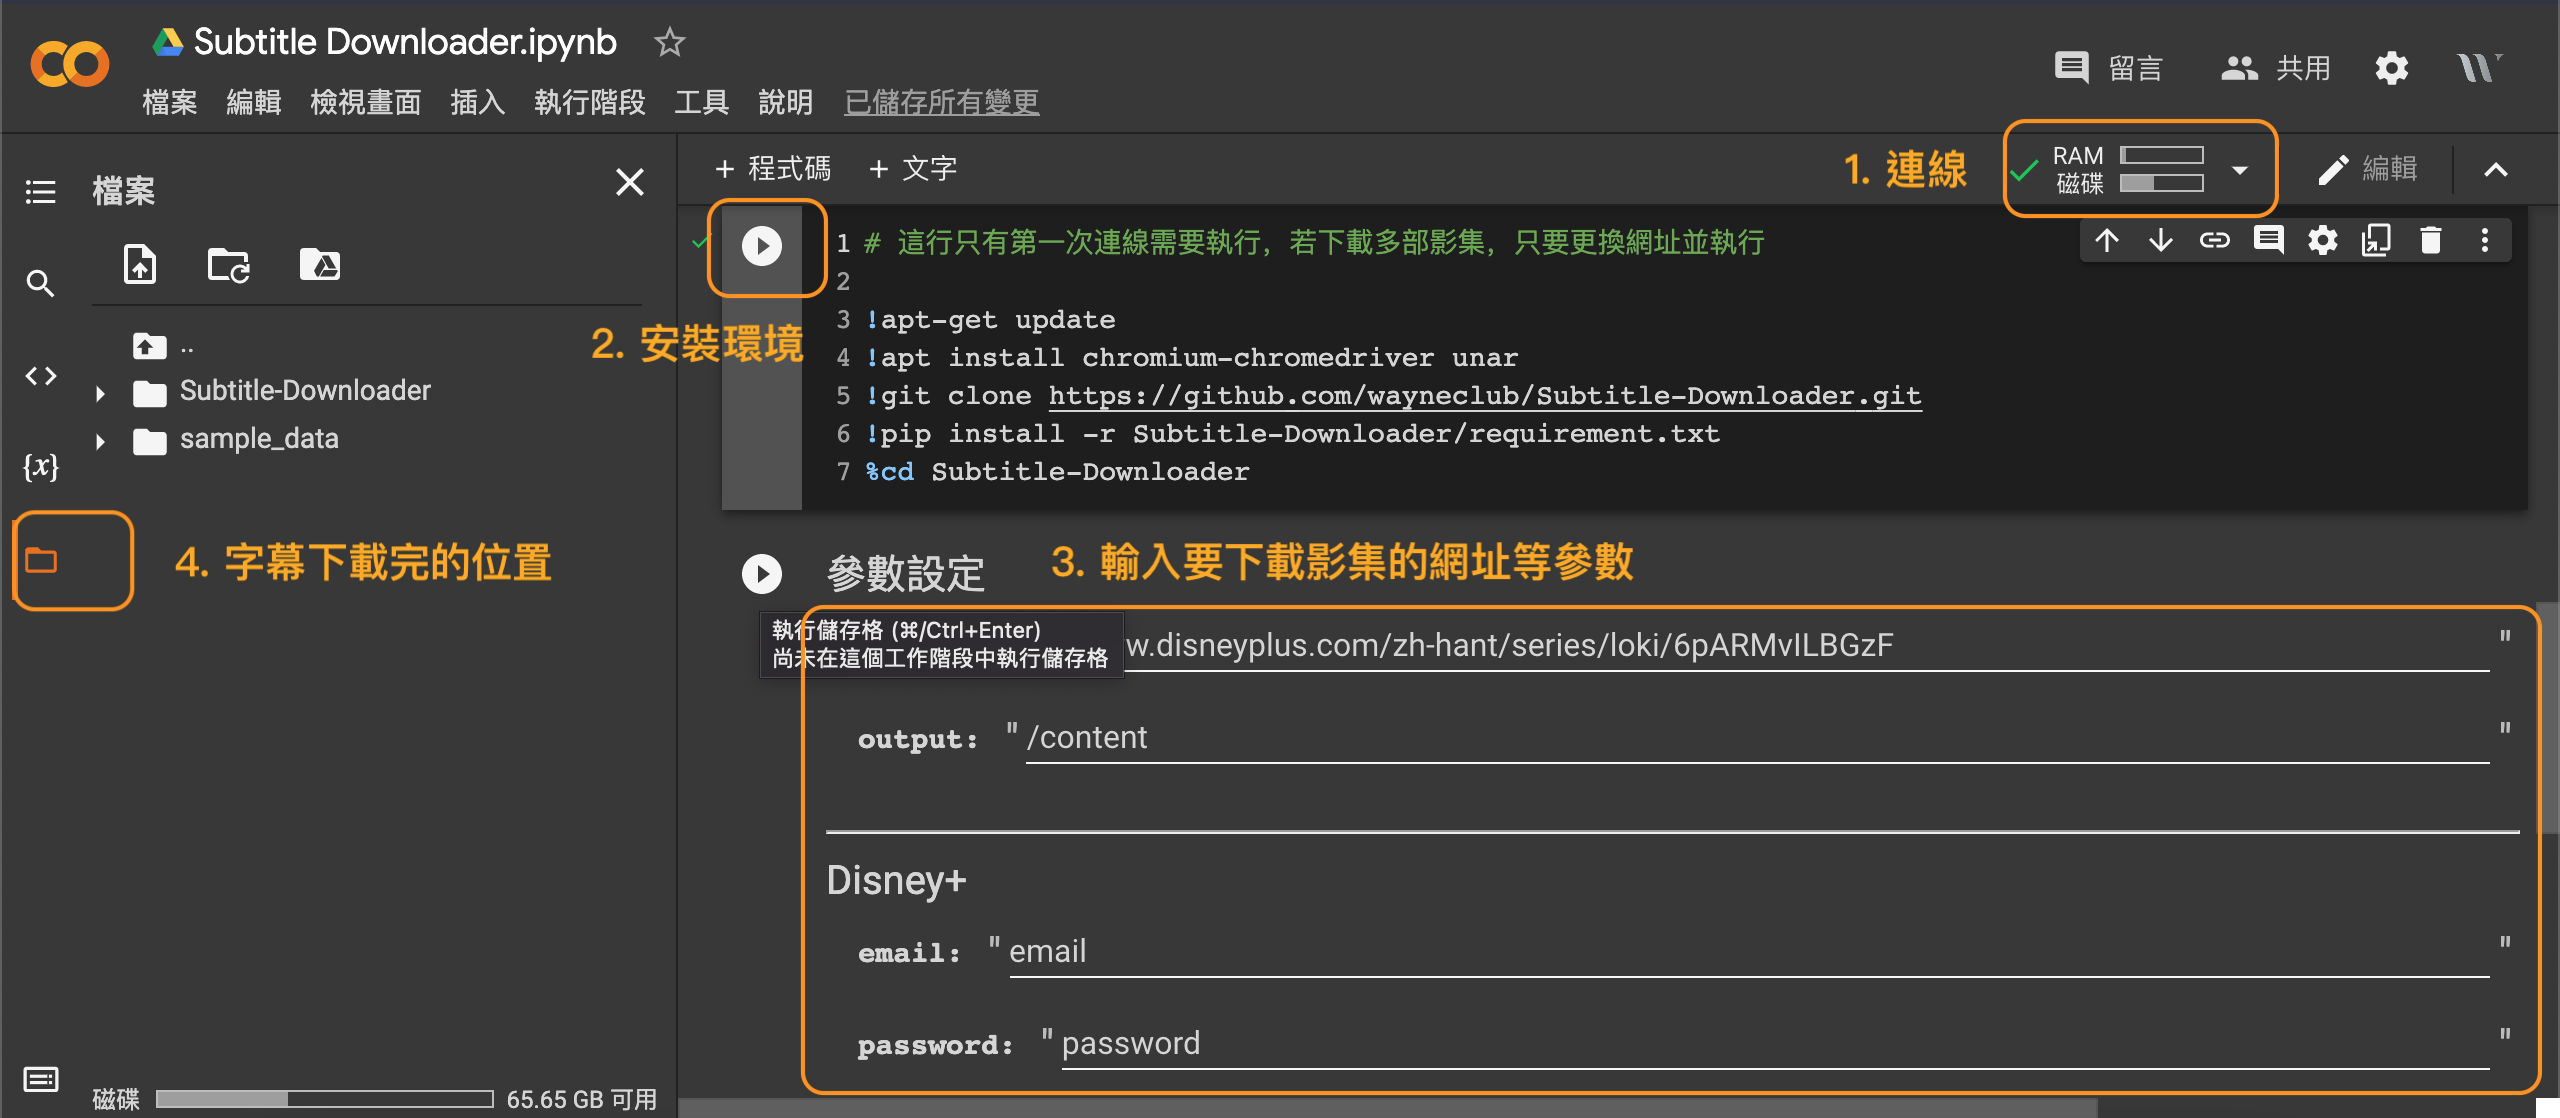 Subtitle Downloader.ipynb
檔案 編輯 檢視畫面 插入 執行階段 工具 說明 已儲存所有變更
留言 共用
檔案
..
Subtitle-Downloader
sample_data
{x}
4. 字幕下載完的位置
磁碟 65.65 GB 可用
+ 程式碼 + 文字
1. 連線
RAM
磁碟
編輯
2. 安裝環境
1 # 這行只有第一次連線需要執行，若下載多部影集，只要更換網址並執行
2
3 !apt-get update
4 !apt install chromium-chromedriver unar
5 !git clone https://github.com/wayneclub/Subtitle-Downloader.git
6 !pip install -r Subtitle-Downloader/requirement.txt
7 %cd Subtitle-Downloader
參數設定
3. 輸入要下載影集的網址等參數
執行儲存格 (⌘/Ctrl+Enter)
尚未在這個工作階段中執行儲存格
w.disneyplus.com/zh-hant/series/loki/6pARMvILBGzF "
output: " /content "
Disney+
email: " email "
password: " password "